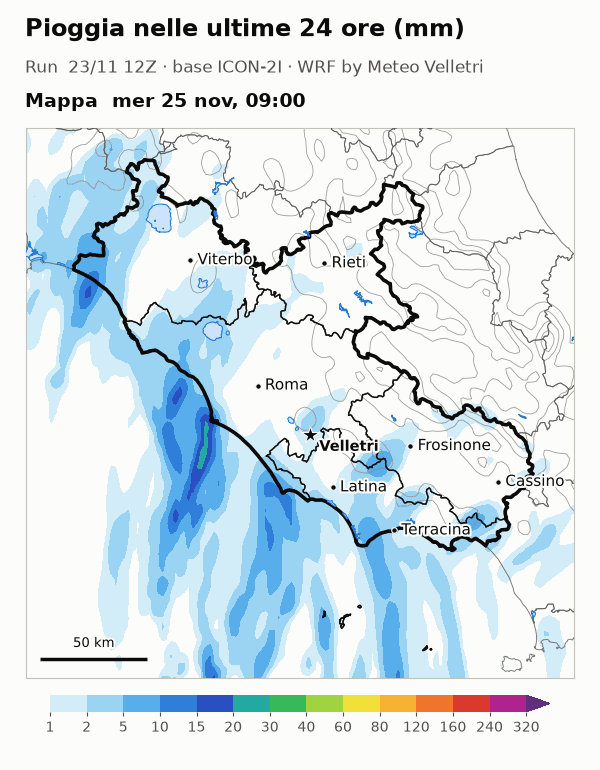 Pioggia nelle ultime 24 ore (mm)
Run  23/11 12Z · base ICON-2I · WRF by Meteo Velletri
Mappa  mer 25 nov, 09:00
Viterbo
Rieti
Roma
Velletri
Frosinone
Latina
Cassino
Terracina
50 km
1 2 5 10 15 20 30 40 60 80 120 160 240 320